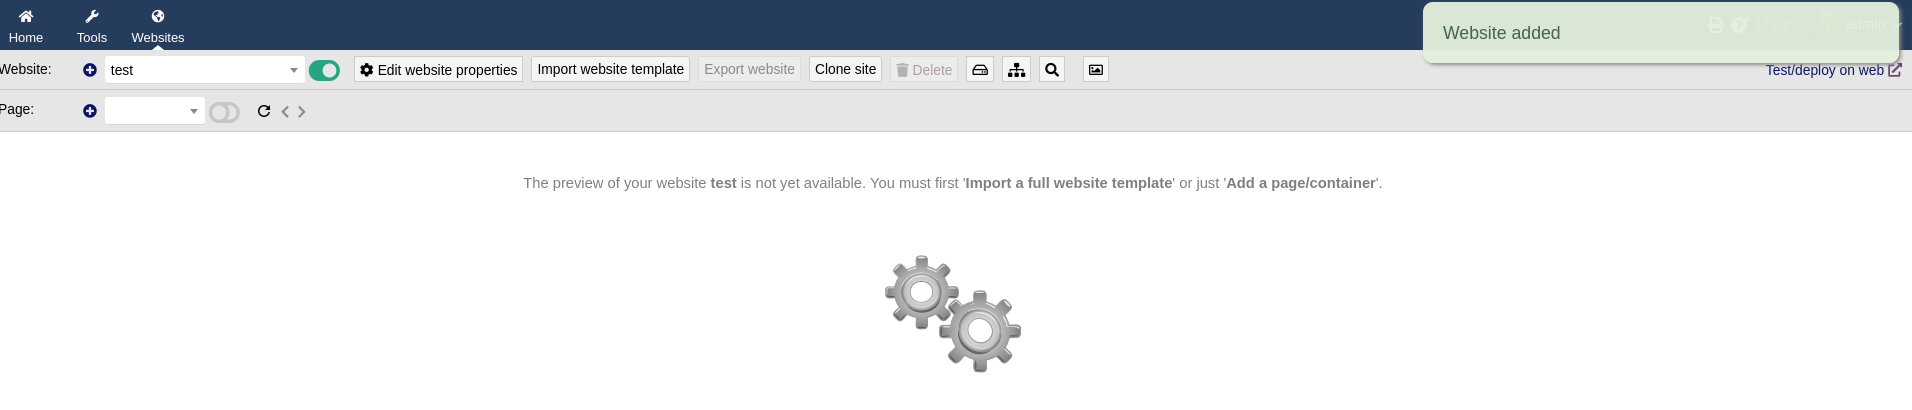 Home
Tools
Websites
Website added
admin
Website:
test
Edit website properties
Import website template
Export website
Clone site
Delete
Test/deploy on web
Page:
The preview of your website test is not yet available. You must first 'Import a full website template' or just 'Add a page/container'.